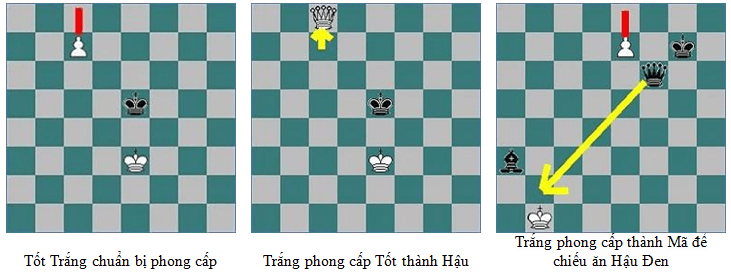 Tốt Trắng chuẩn bị phong cấp
Trắng phong cấp Tốt thành Hậu
Trắng phong cấp thành Mã để
chiếu ăn Hậu Đen